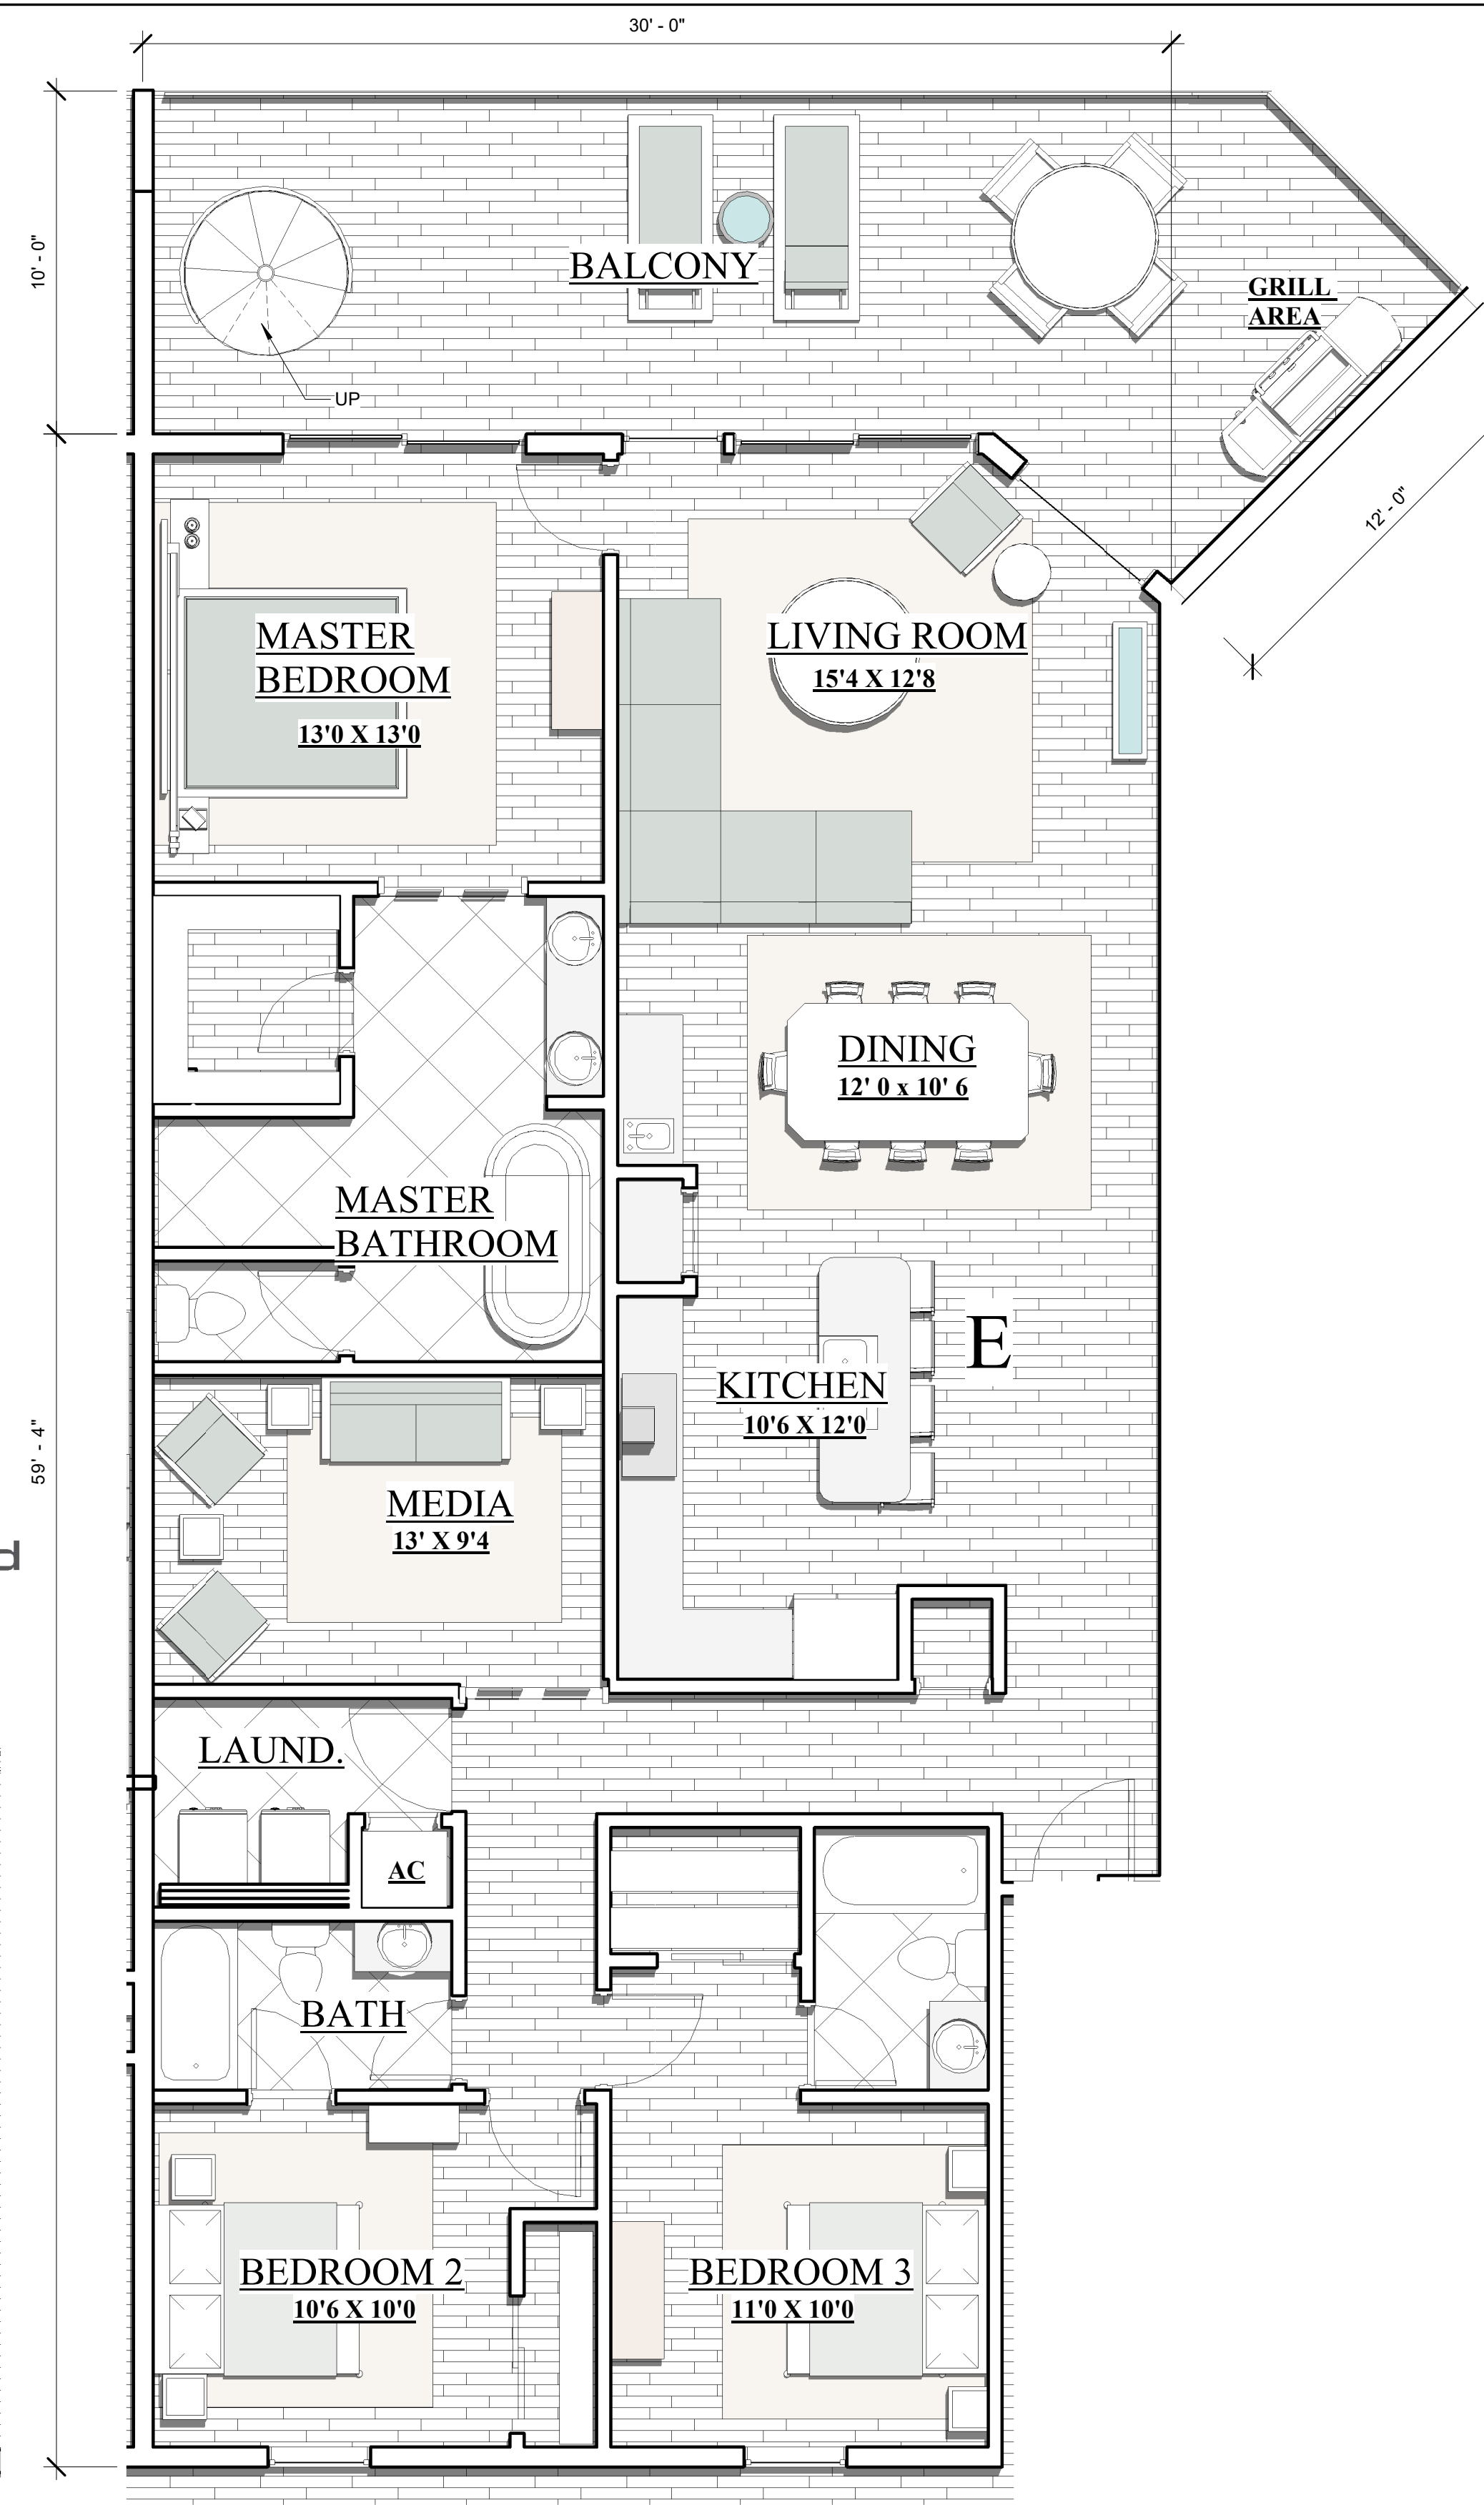 30' - 0"
10' - 0"
BALCONY
GRILL
AREA
UP
12' - 0"
MASTER
BEDROOM
13'0 X 13'0
LIVING ROOM
15'4 X 12'8
DINING
12' 0 x 10' 6
MASTER
BATHROOM
E
KITCHEN
10'6 X 12'0
59' - 4"
MEDIA
13' X 9'4
d
LAUND.
AC
BATH
BEDROOM 2
10'6 X 10'0
BEDROOM 3
11'0 X 10'0